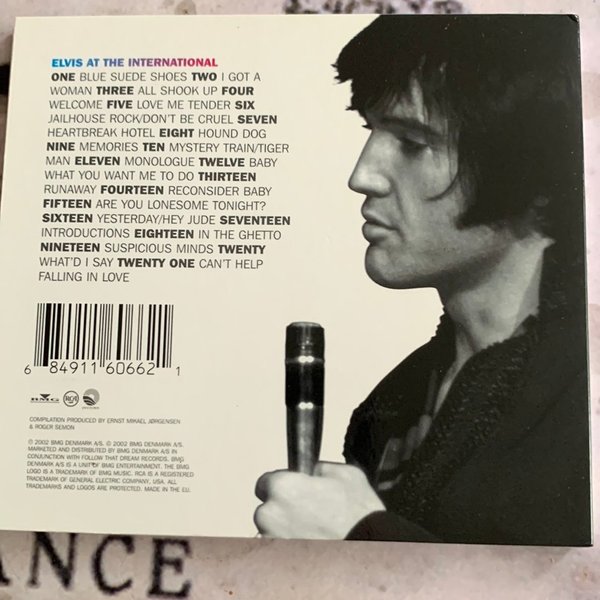 ELVIS AT THE INTERNATIONAL
ONE BLUE SUEDE SHOES TWO I GOT A
WOMAN THREE ALL SHOOK UP FOUR
WELCOME FIVE LOVE ME TENDER SIX
JAILHOUSE ROCK/DON'T BE CRUEL SEVEN
HEARTBREAK HOTEL EIGHT HOUND DOG
NINE MEMORIES TEN MYSTERY TRAIN/TIGER
MAN ELEVEN MONOLOGUE TWELVE BABY
WHAT YOU WANT ME TO DO THIRTEEN
RUNAWAY FOURTEEN RECONSIDER BABY
FIFTEEN ARE YOU LONESOME TONIGHT?
SIXTEEN YESTERDAY/HEY JUDE SEVENTEEN
INTRODUCTIONS EIGHTEEN IN THE GHETTO
NINETEEN SUSPICIOUS MINDS TWENTY
WHAT'D I SAY TWENTY ONE CAN'T HELP
FALLING IN LOVE
6 84911 60662 1
BMG RCA
COMPILATION PRODUCED BY ERNST MIKAEL JØRGENSEN
& ROGER SEMON
℗ 2002 BMG DENMARK A/S. © 2002 BMG DENMARK A/S.
MARKETED AND DISTRIBUTED BY BMG DENMARK A/S IN
CONJUNCTION WITH FOLLOW THAT DREAM RECORDS. BMG
DENMARK A/S IS A UNIT OF BMG ENTERTAINMENT. THE BMG
LOGO IS A TRADEMARK OF BMG MUSIC. RCA IS A REGISTERED
TRADEMARK OF GENERAL ELECTRIC COMPANY, USA. ALL
TRADEMARKS AND LOGOS ARE PROTECTED. MADE IN THE EU.
ANCE